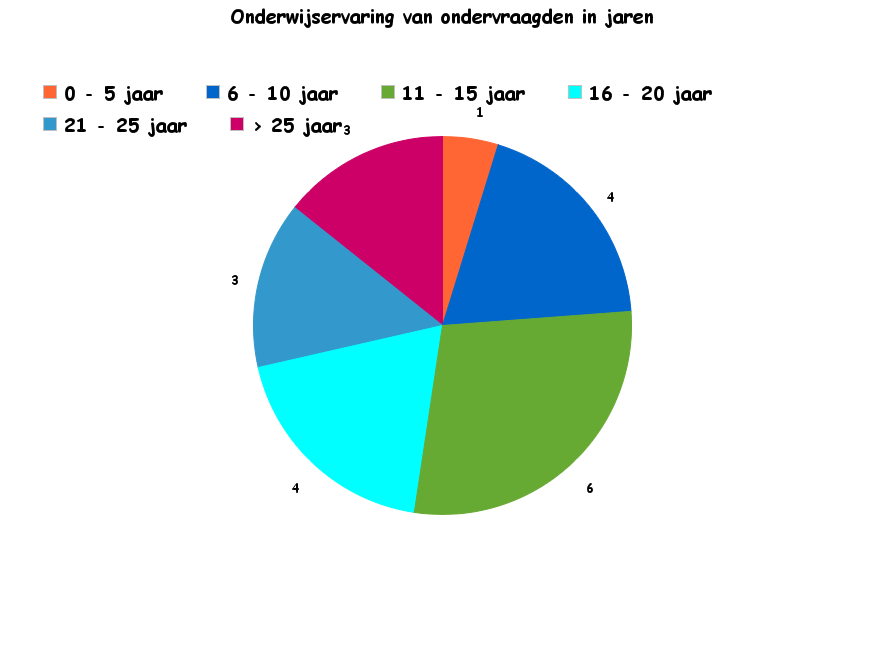 Onderwijservaring van ondervraagden in jaren
0 - 5 jaar 6 - 10 jaar 11 - 15 jaar 16 - 20 jaar
21 - 25 jaar > 25 jaar
1
3
4
3
4
6